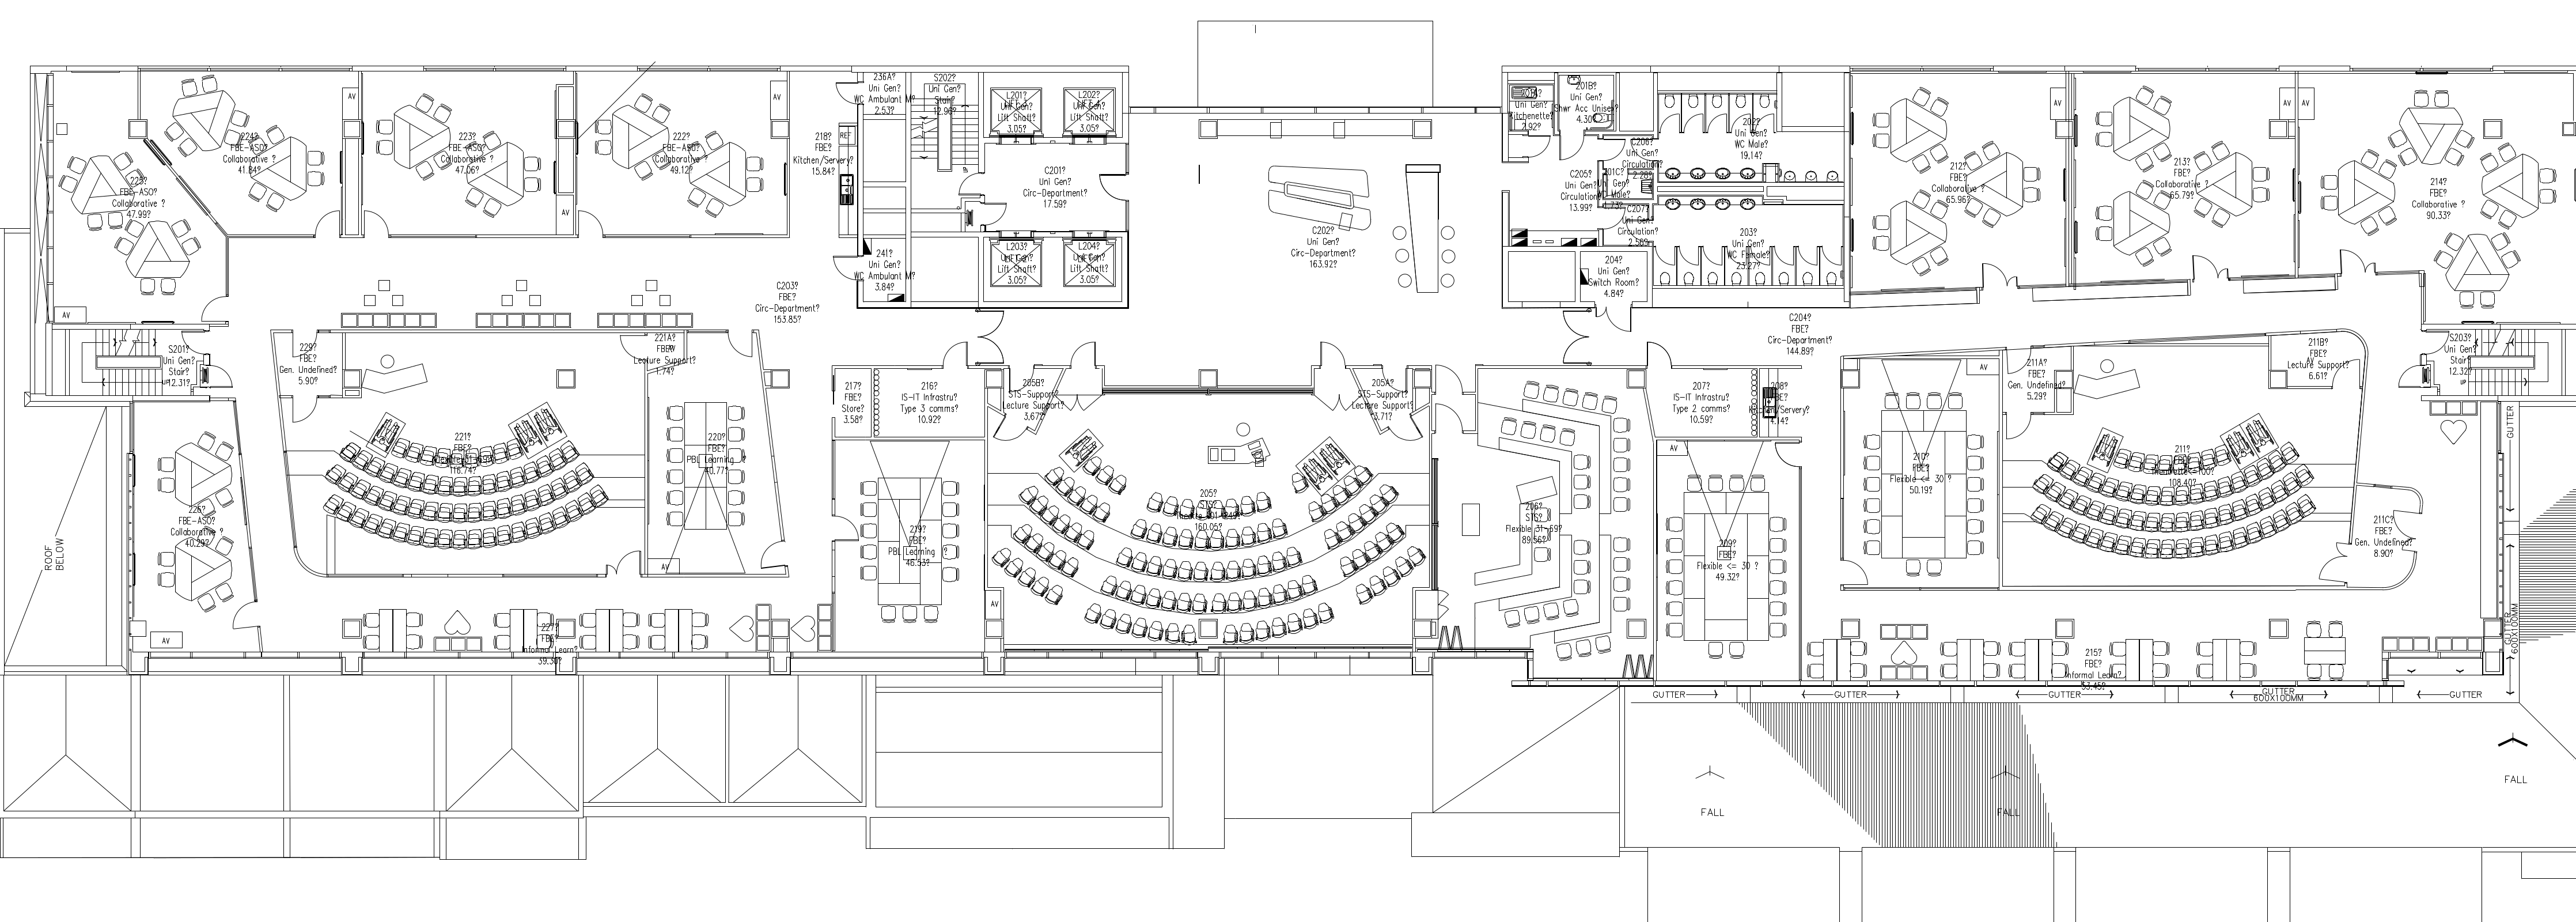 236A?
Uni Gen?
WC Ambulant M?
2.53?
S202?
Uni Gen?
Stair?
12.96?
L201?
Uni Gen?
Lift Shaft?
3.05?
L202?
Uni Gen?
Lift Shaft?
3.05?
201B?
Uni Gen?
Shwr Acc Unisex?
4.30?
Uni Gen?
Kitchenette?
2.92?
202?
Uni Gen?
WC Male?
19.14?
AV
AV
AV
AV
AV
224?
FBE-ASO?
Collaborative ?
41.84?
223?
FBE-ASO?
Collaborative ?
47.06?
222?
FBE-ASO?
Collaborative ?
49.12?
218?
FBE?
Kitchen/Servery?
15.84?
REF
AV
225?
FBE-ASO?
Collaborative ?
47.99?
C201?
Uni Gen?
Circ-Department?
17.59?
C206?
Uni Gen?
Circulation?
2.28?
C205?
Uni Gen?
Circulation?
13.99?
201C?
Uni Gen?
C207?
Uni Gen?
Circulation?
212?
FBE?
Collaborative ?
65.96?
213?
FBE?
Collaborative ?
65.79?
214?
FBE?
Collaborative ?
90.33?
C202?
Uni Gen?
Circ-Department?
163.92?
241?
Uni Gen?
WC Ambulant M?
3.84?
L203?
Uni Gen?
Lift Shaft?
3.05?
L204?
Uni Gen?
Lift Shaft?
3.05?
204?
Uni Gen?
Switch Room?
4.84?
203?
Uni Gen?
WC Female?
23.27?
C203?
FBE?
Circ-Department?
153.85?
C204?
FBE?
Circ-Department?
144.89?
AV
S201?
Uni Gen?
Stair?
12.31?
229?
FBE?
Gen. Undefined?
5.90?
221A?
FBE?
Lecture Support?
1.74?
217?
FBE?
Store?
3.58?
216?
IS-IT Infrastru?
Type 3 comms?
10.92?
205B?
STS-Support?
Lecture Support?
3.67?
205A?
STS-Support?
Lecture Support?
3.71?
207?
IS-IT Infrastru?
Type 2 comms?
10.59?
208?
FBE?
Kitchen/Servery?
4.14?
AV
211A?
FBE?
Gen. Undefined?
5.29?
211B?
FBE?
Lecture Support?
6.61?
AV
S203?
Uni Gen?
Stair?
12.32?
GUTTER
221?
FBE?
116.74?
220?
FBE?
PBL Learning ?
40.77?
205?
STS?
160.05?
206?
STS?
Flexible 31-69?
89.56?
AV
210?
FBE?
Flexible <= 30 ?
50.19?
211?
FBE?
108.40?
226?
FBE-ASO?
Collaborative ?
40.29?
219?
FBE?
PBL Learning ?
46.53?
209?
FBE?
Flexible <= 30 ?
49.32?
211C?
FBE?
Gen. Undefined?
8.90?
ROOF
BELOW
AV
AV
AV
227?
FBE?
Informal Learn?
39.30?
215?
FBE?
Informal Learn?
53.45?
GUTTER
600X100MM
GUTTER
GUTTER
GUTTER
GUTTER
600X100MM
GUTTER
FALL
FALL
FALL